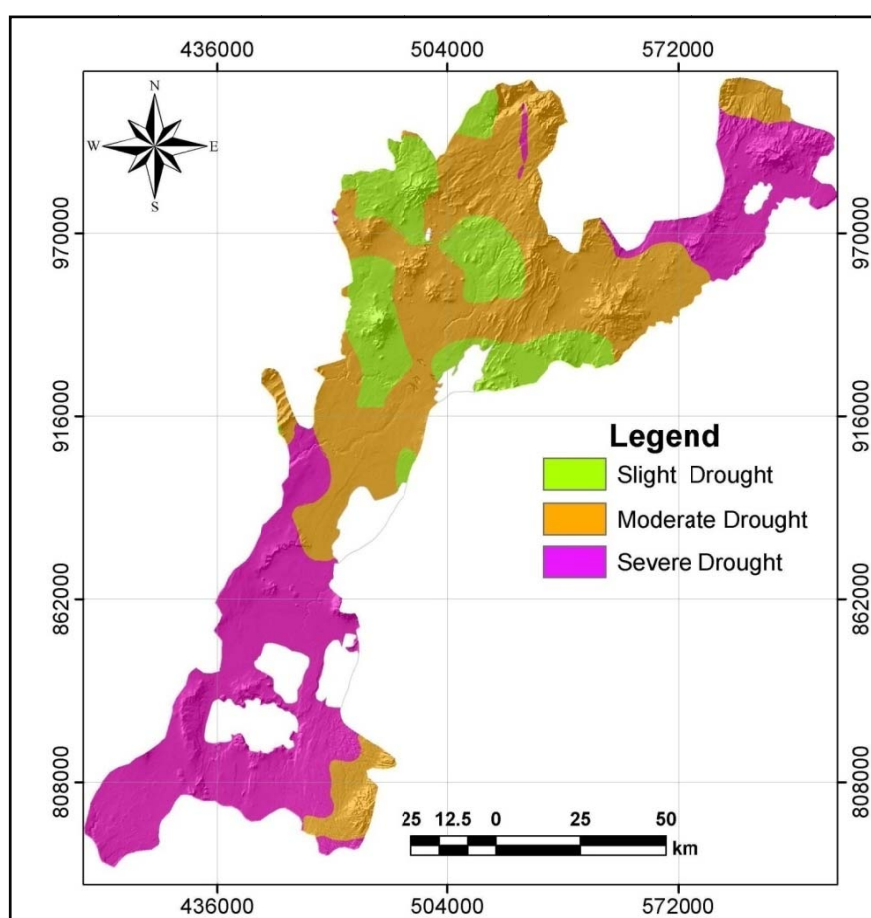 436000 504000 572000
N
W E
S
970000 970000
916000 916000
Legend
Slight Drought
Moderate Drought
Severe Drought
862000 862000
808000 808000
25 12.5 0 25 50
km
436000 504000 572000